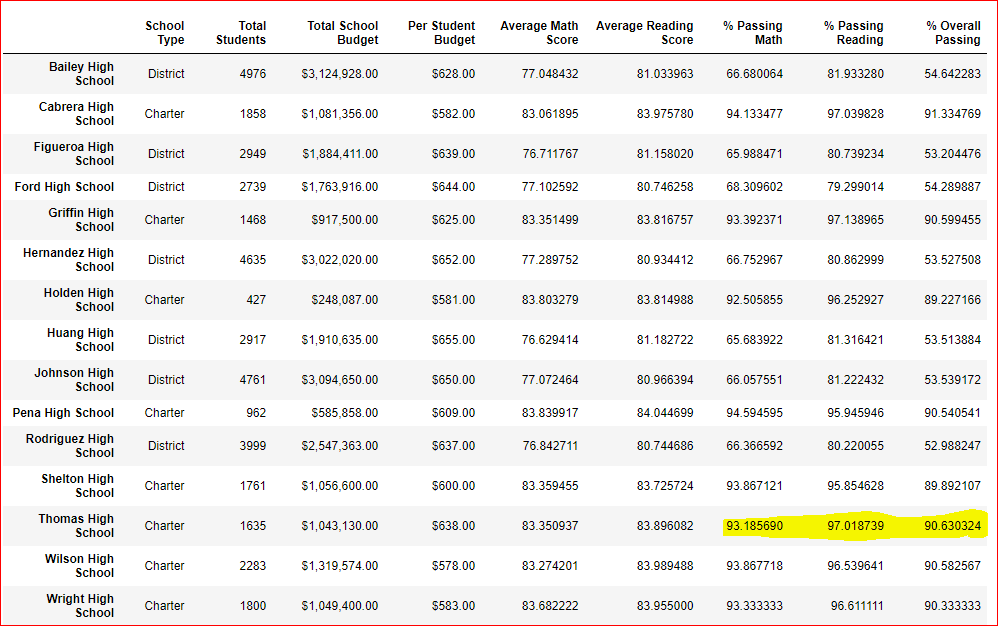 School Type Total Students Total School Budget Per Student Budget Average Math Score Average Reading Score % Passing Math % Passing Reading % Overall Passing
Bailey High School District 4976 $3,124,928.00 $628.00 77.048432 81.033963 66.680064 81.933280 54.642283
Cabrera High School Charter 1858 $1,081,356.00 $582.00 83.061895 83.975780 94.133477 97.039828 91.334769
Figueroa High School District 2949 $1,884,411.00 $639.00 76.711767 81.158020 65.988471 80.739234 53.204476
Ford High School District 2739 $1,763,916.00 $644.00 77.102592 80.746258 68.309602 79.299014 54.289887
Griffin High School Charter 1468 $917,500.00 $625.00 83.351499 83.816757 93.392371 97.138965 90.599455
Hernandez High School District 4635 $3,022,020.00 $652.00 77.289752 80.934412 66.752967 80.862999 53.527508
Holden High School Charter 427 $248,087.00 $581.00 83.803279 83.814988 92.505855 96.252927 89.227166
Huang High School District 2917 $1,910,635.00 $655.00 76.629414 81.182722 65.683922 81.316421 53.513884
Johnson High School District 4761 $3,094,650.00 $650.00 77.072464 80.966394 66.057551 81.222432 53.539172
Pena High School Charter 962 $585,858.00 $609.00 83.839917 84.044699 94.594595 95.945946 90.540541
Rodriguez High School District 3999 $2,547,363.00 $637.00 76.842711 80.744686 66.366592 80.220055 52.988247
Shelton High School Charter 1761 $1,056,600.00 $600.00 83.359455 83.725724 93.867121 95.854628 89.892107
Thomas High School Charter 1635 $1,043,130.00 $638.00 83.350937 83.896082 93.185690 97.018739 90.630324
Wilson High School Charter 2283 $1,319,574.00 $578.00 83.274201 83.989488 93.867718 96.539641 90.582567
Wright High School Charter 1800 $1,049,400.00 $583.00 83.682222 83.955000 93.333333 96.611111 90.333333